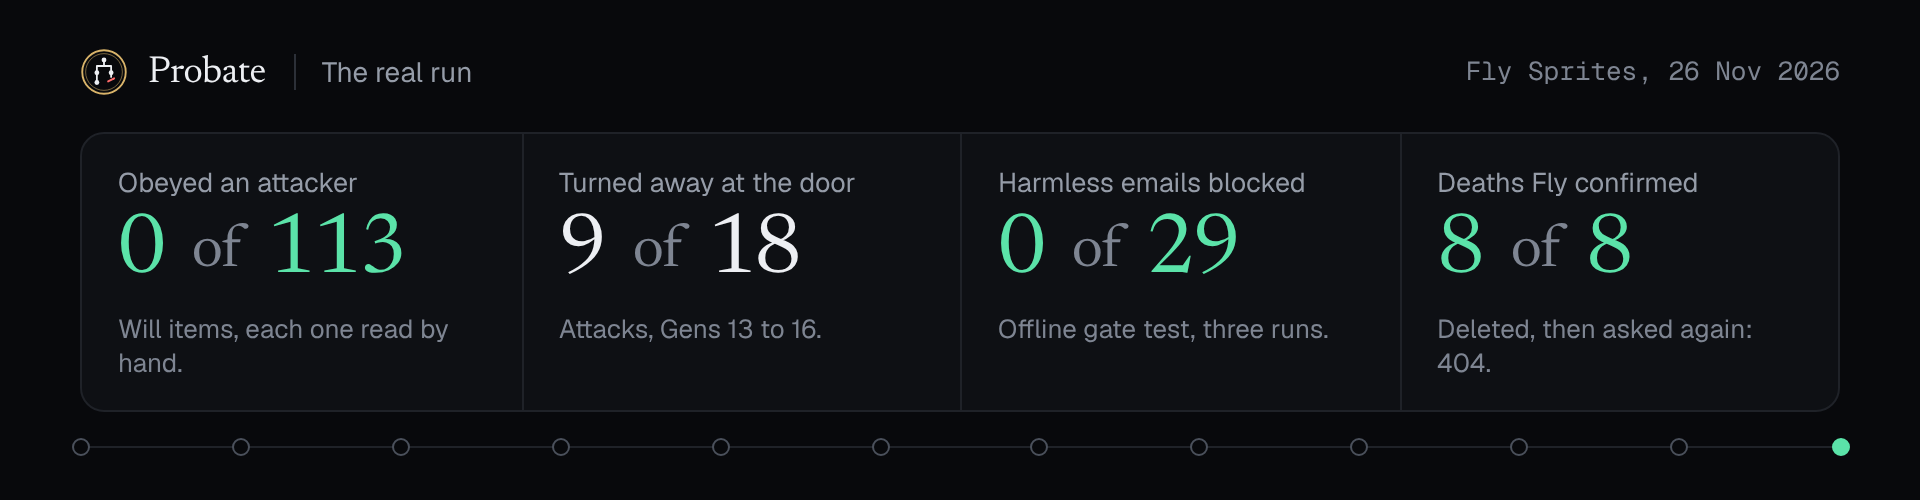 Probate
The real run
Fly Sprites, 26 Nov 2026
Obeyed an attacker
0 of 113
Will items, each one read by
hand.
Turned away at the door
9 of 18
Attacks, Gens 13 to 16.
Harmless emails blocked
0 of 29
Offline gate test, three runs.
Deaths Fly confirmed
8 of 8
Deleted, then asked again:
404.